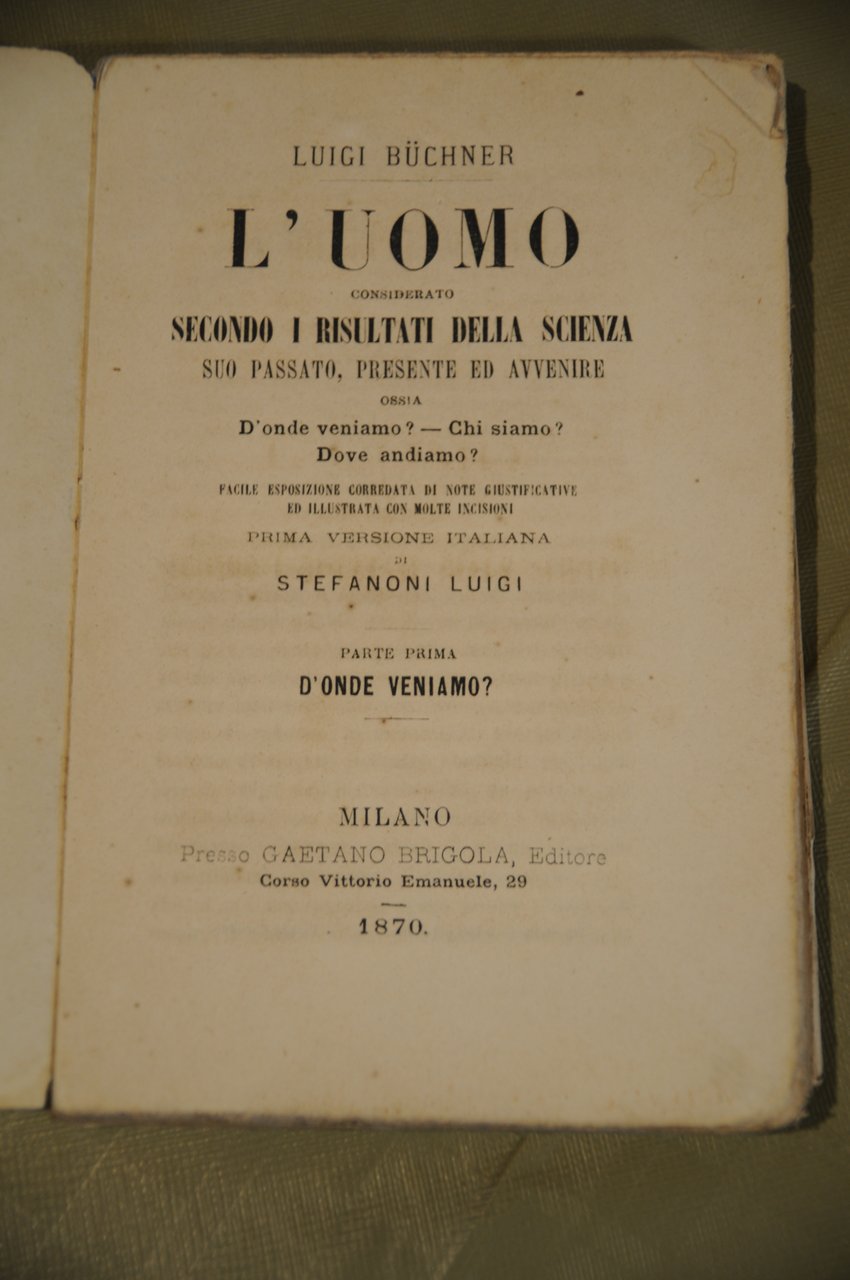 LUIGI BÜCHNER
L'UOMO
CONSIDERATO
SECONDO I RISULTATI DELLA SCIENZA
SUO PASSATO, PRESENTE ED AVVENIRE
OSSIA
D'onde veniamo? — Chi siamo?
Dove andiamo?
FACILE ESPOSIZIONE CORREDATA DI NOTE GIUSTIFICATIVE
ED ILLUSTRATA CON MOLTE INCISIONI
PRIMA VERSIONE ITALIANA
DI
STEFANONI LUIGI
PARTE PRIMA
D'ONDE VENIAMO?
MILANO
Presso GAETANO BRIGOLA, Editore
Corso Vittorio Emanuele, 29
1870.